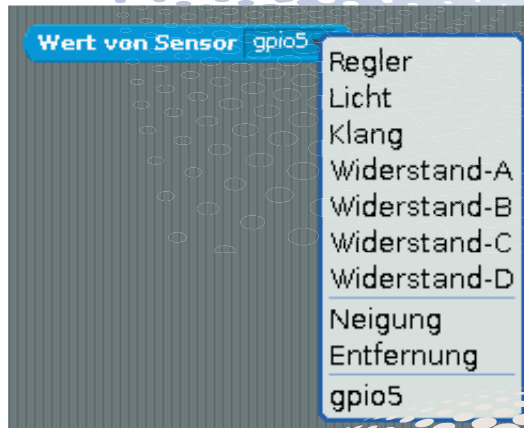 Wert von Sensor gpio5
Regler
Licht
Klang
Widerstand-A
Widerstand-B
Widerstand-C
Widerstand-D
Neigung
Entfernung
gpio5